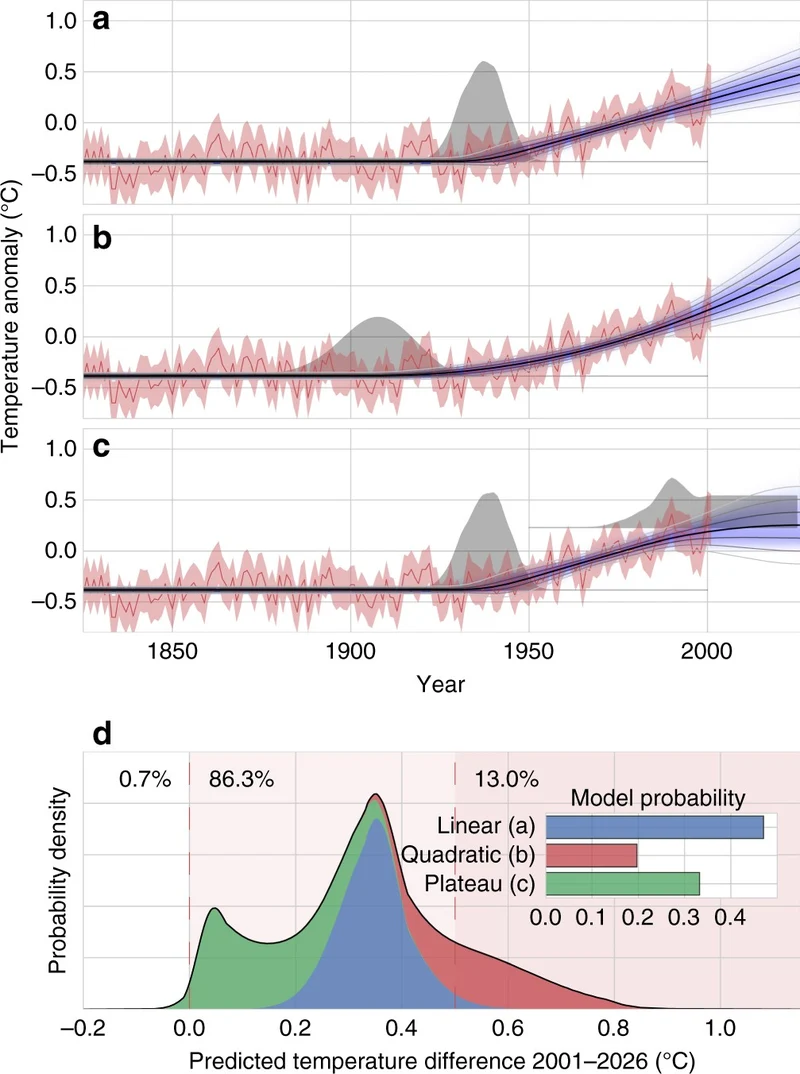 a
1.0
0.5
0.0
–0.5
b
1.0
0.5
0.0
–0.5
c
1.0
0.5
0.0
–0.5
Temperature anomaly (°C)
1850 1900 1950 2000
Year
d
0.7% 86.3% 13.0%
Model probability
Linear (a)
Quadratic (b)
Plateau (c)
0.0 0.1 0.2 0.3 0.4
Probability density
–0.2 0.0 0.2 0.4 0.6 0.8 1.0
Predicted temperature difference 2001–2026 (°C)